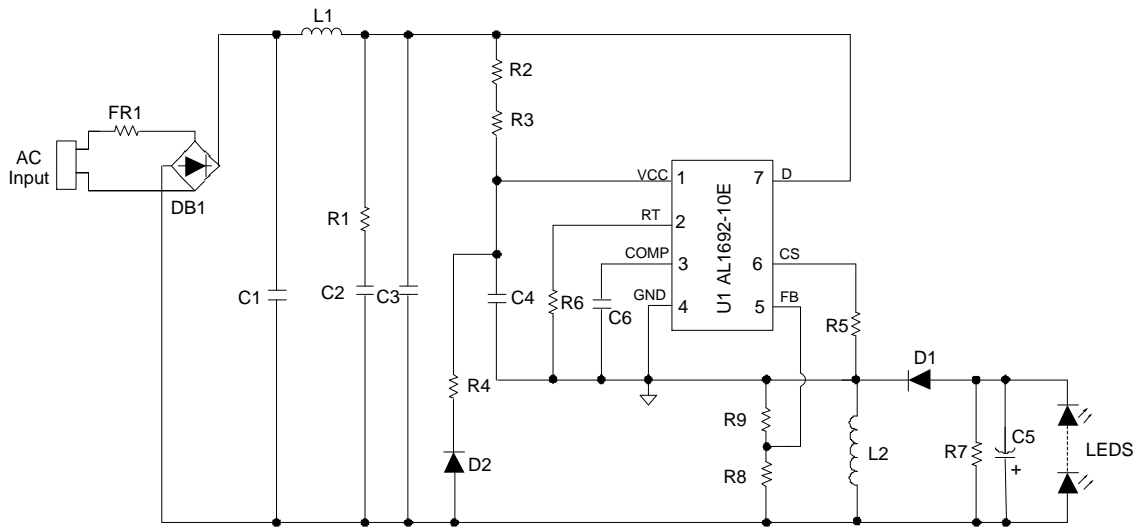 L1
R2
FR1
R3
AC
Input
VCC 1 7 D
DB1
R1
RT 2
U1 AL1692-10E
COMP 3 6 CS
C1 C2 C3 C4 R6 C6
GND 4 5 FB
R5
D1
R4
R9
L2 R7 C5 LEDS
D2
R8 +